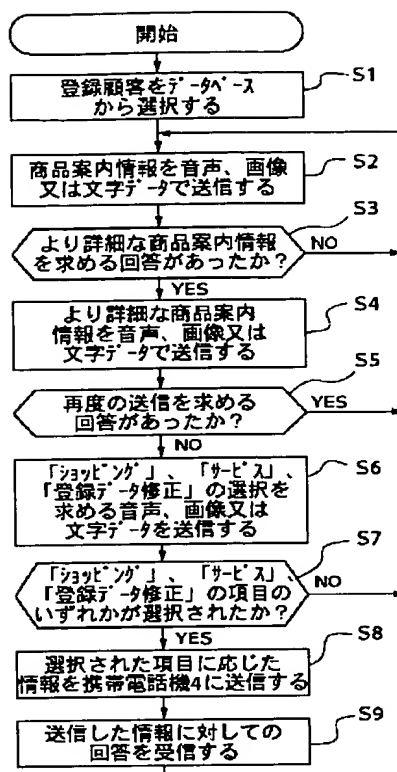 開始
S1
登録顧客をデータベース
から選択する
S2
商品案内情報を音声、画像
又は文字データで送信する
S3
より詳細な商品案内情報
を求める回答があったか？
NO
YES
S4
より詳細な商品案内
情報を音声、画像又は
文字データで送信する
S5
再度の送信を求める
回答があったか？
YES
NO
S6
「ショッピング」、「サービス」、
「登録データ修正」の選択を
求める音声、画像又は
文字データを送信する
S7
「ショッピング」、「サービス」、
「登録データ修正」の項目の
いずれかが選択されたか？
NO
YES
S8
選択された項目に応じた
情報を携帯電話機4に送信する
S9
送信した情報に対しての
回答を受信する